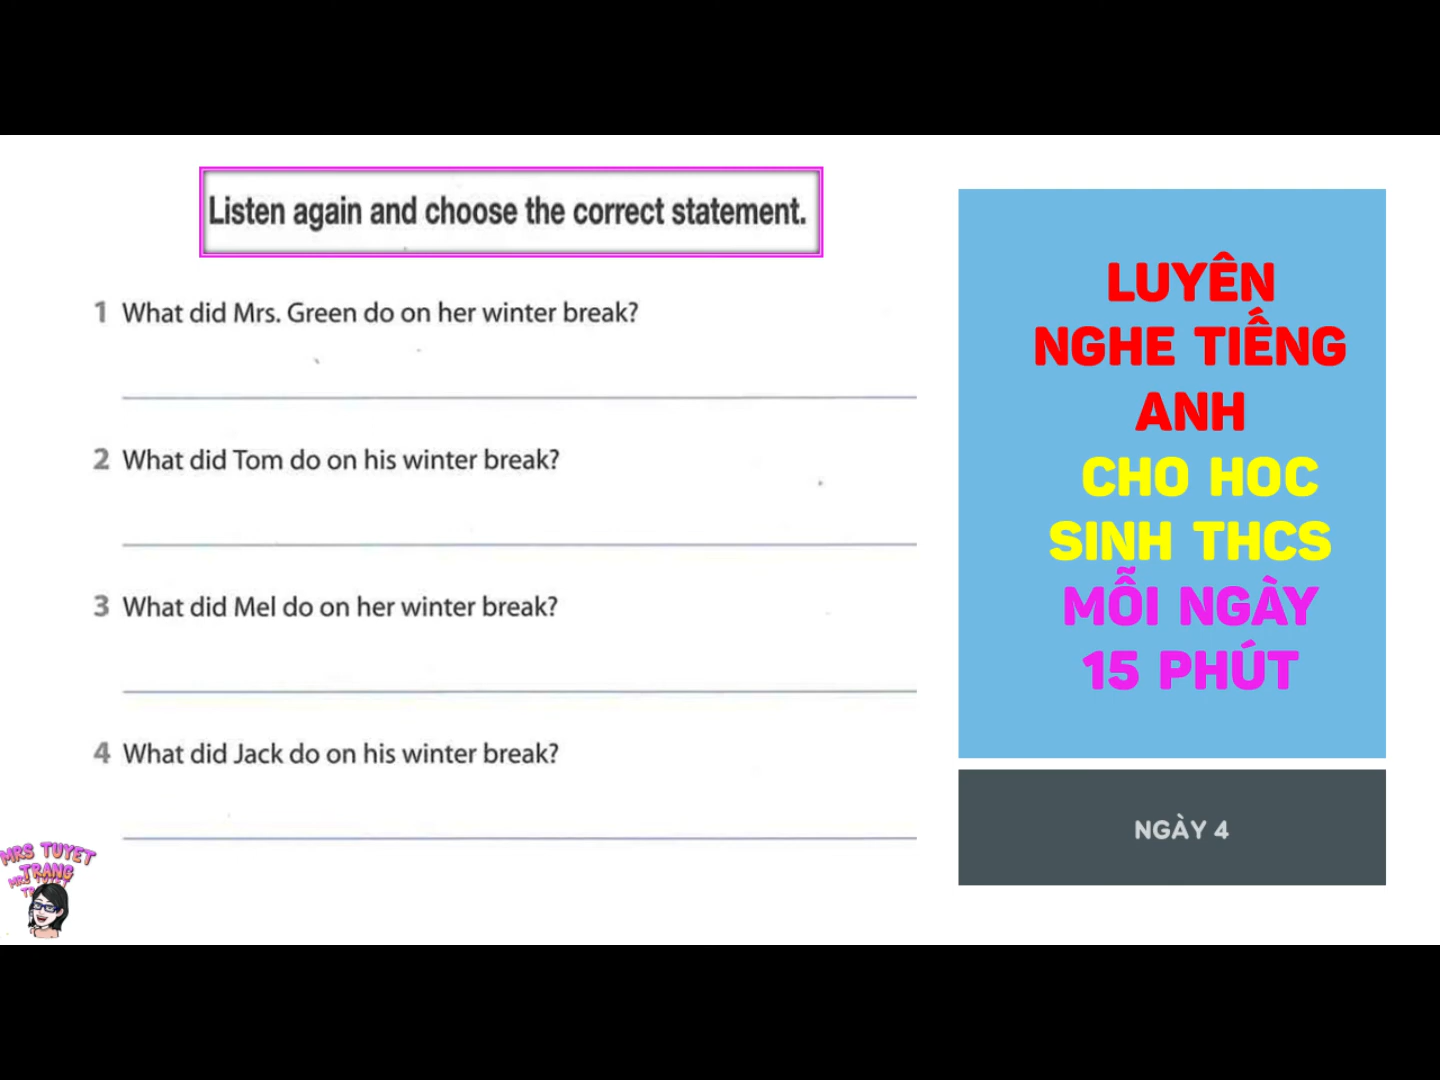 Listen again and choose the correct statement.
1 What did Mrs. Green do on her winter break?
2 What did Tom do on his winter break?
3 What did Mel do on her winter break?
4 What did Jack do on his winter break?
LUYÊN
NGHE TIẾNG
ANH
CHO HOC
SINH THCS
MỖI NGÀY
15 PHÚT
NGÀY 4
MRS TUYET
TRANG